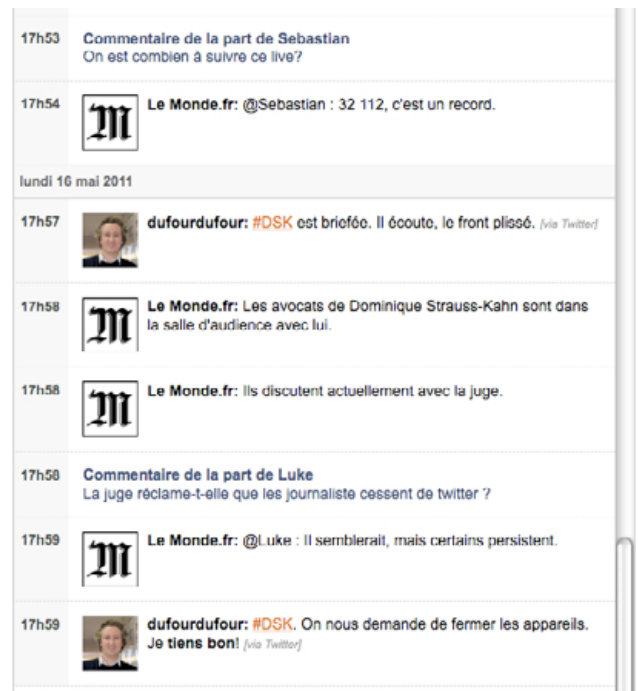 17h53
Commentaire de la part de Sebastian
On est combien à suivre ce live?
17h54
Le Monde.fr: @Sebastian : 32 112, c'est un record.
lundi 16 mai 2011
17h57
dufourdufour: #DSK est briefée. Il écoute, le front plissé. [via Twitter]
17h58
Le Monde.fr: Les avocats de Dominique Strauss-Kahn sont dans
la salle d'audience avec lui.
17h58
Le Monde.fr: Ils discutent actuellement avec la juge.
17h58
Commentaire de la part de Luke
La juge réclame-t-elle que les journaliste cessent de twitter ?
17h59
Le Monde.fr: @Luke : Il semblerait, mais certains persistent.
17h59
dufourdufour: #DSK. On nous demande de fermer les appareils.
Je tiens bon! [via Twitter]